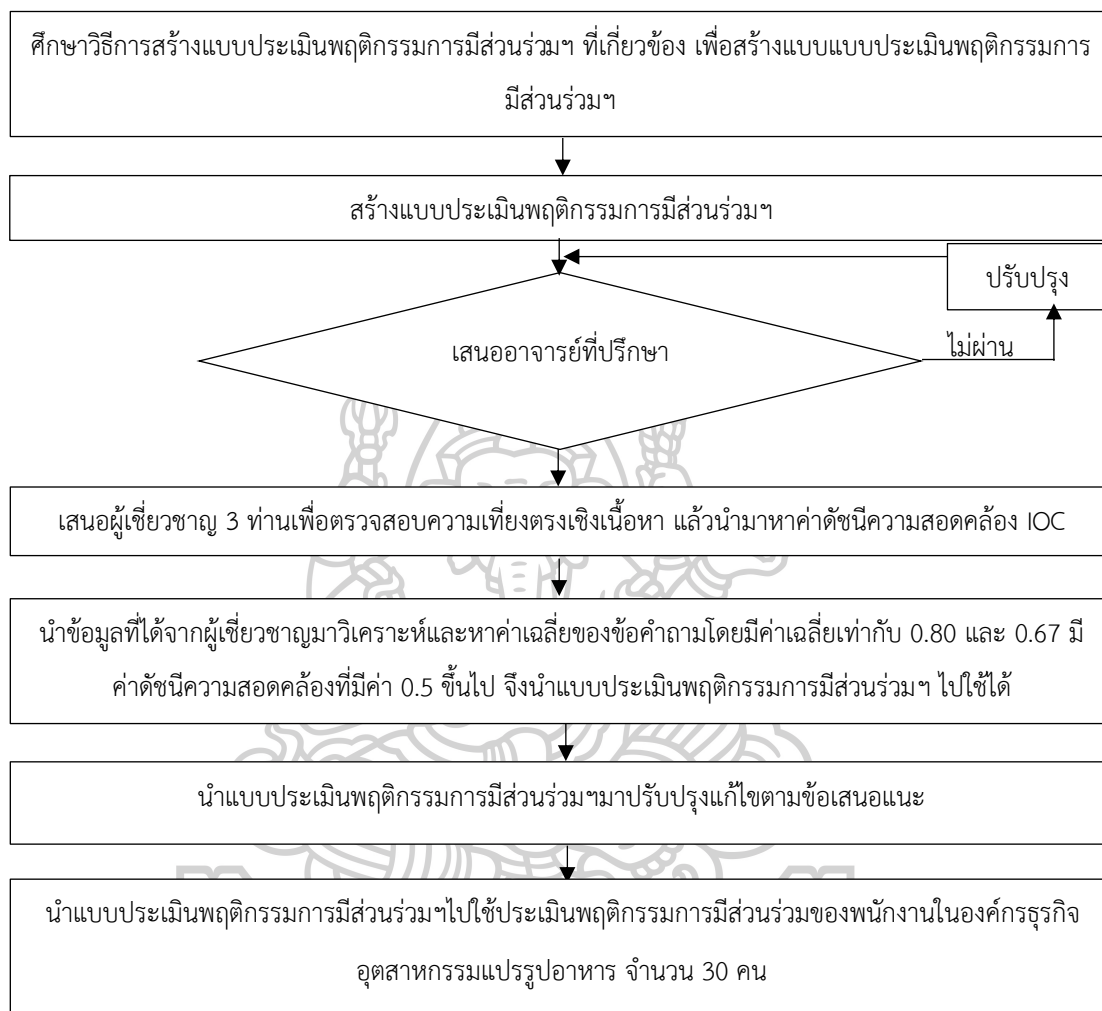 ศึกษาวิธีการสร้างแบบประเมินพฤติกรรมการมีส่วนร่วมฯ ที่เกี่ยวข้อง เพื่อสร้างแบบแบบประเมินพฤติกรรมการ
มีส่วนร่วมฯ
สร้างแบบประเมินพฤติกรรมการมีส่วนร่วมฯ
ปรับปรุง
เสนออาจารย์ที่ปรึกษา
ไม่ผ่าน
เสนอผู้เชี่ยวชาญ 3 ท่านเพื่อตรวจสอบความเที่ยงตรงเชิงเนื้อหา แล้วนำมาหาค่าดัชนีความสอดคล้อง IOC
นำข้อมูลที่ได้จากผู้เชี่ยวชาญมาวิเคราะห์และหาค่าเฉลี่ยของข้อคำถามโดยมีค่าเฉลี่ยเท่ากับ 0.80 และ 0.67 มี
ค่าดัชนีความสอดคล้องที่มีค่า 0.5 ขึ้นไป จึงนำแบบประเมินพฤติกรรมการมีส่วนร่วมฯ ไปใช้ได้
นำแบบประเมินพฤติกรรมการมีส่วนร่วมฯมาปรับปรุงแก้ไขตามข้อเสนอแนะ
นำแบบประเมินพฤติกรรมการมีส่วนร่วมฯไปใช้ประเมินพฤติกรรมการมีส่วนร่วมของพนักงานในองค์กรธุรกิจ
อุตสาหกรรมแปรรูปอาหาร จำนวน 30 คน